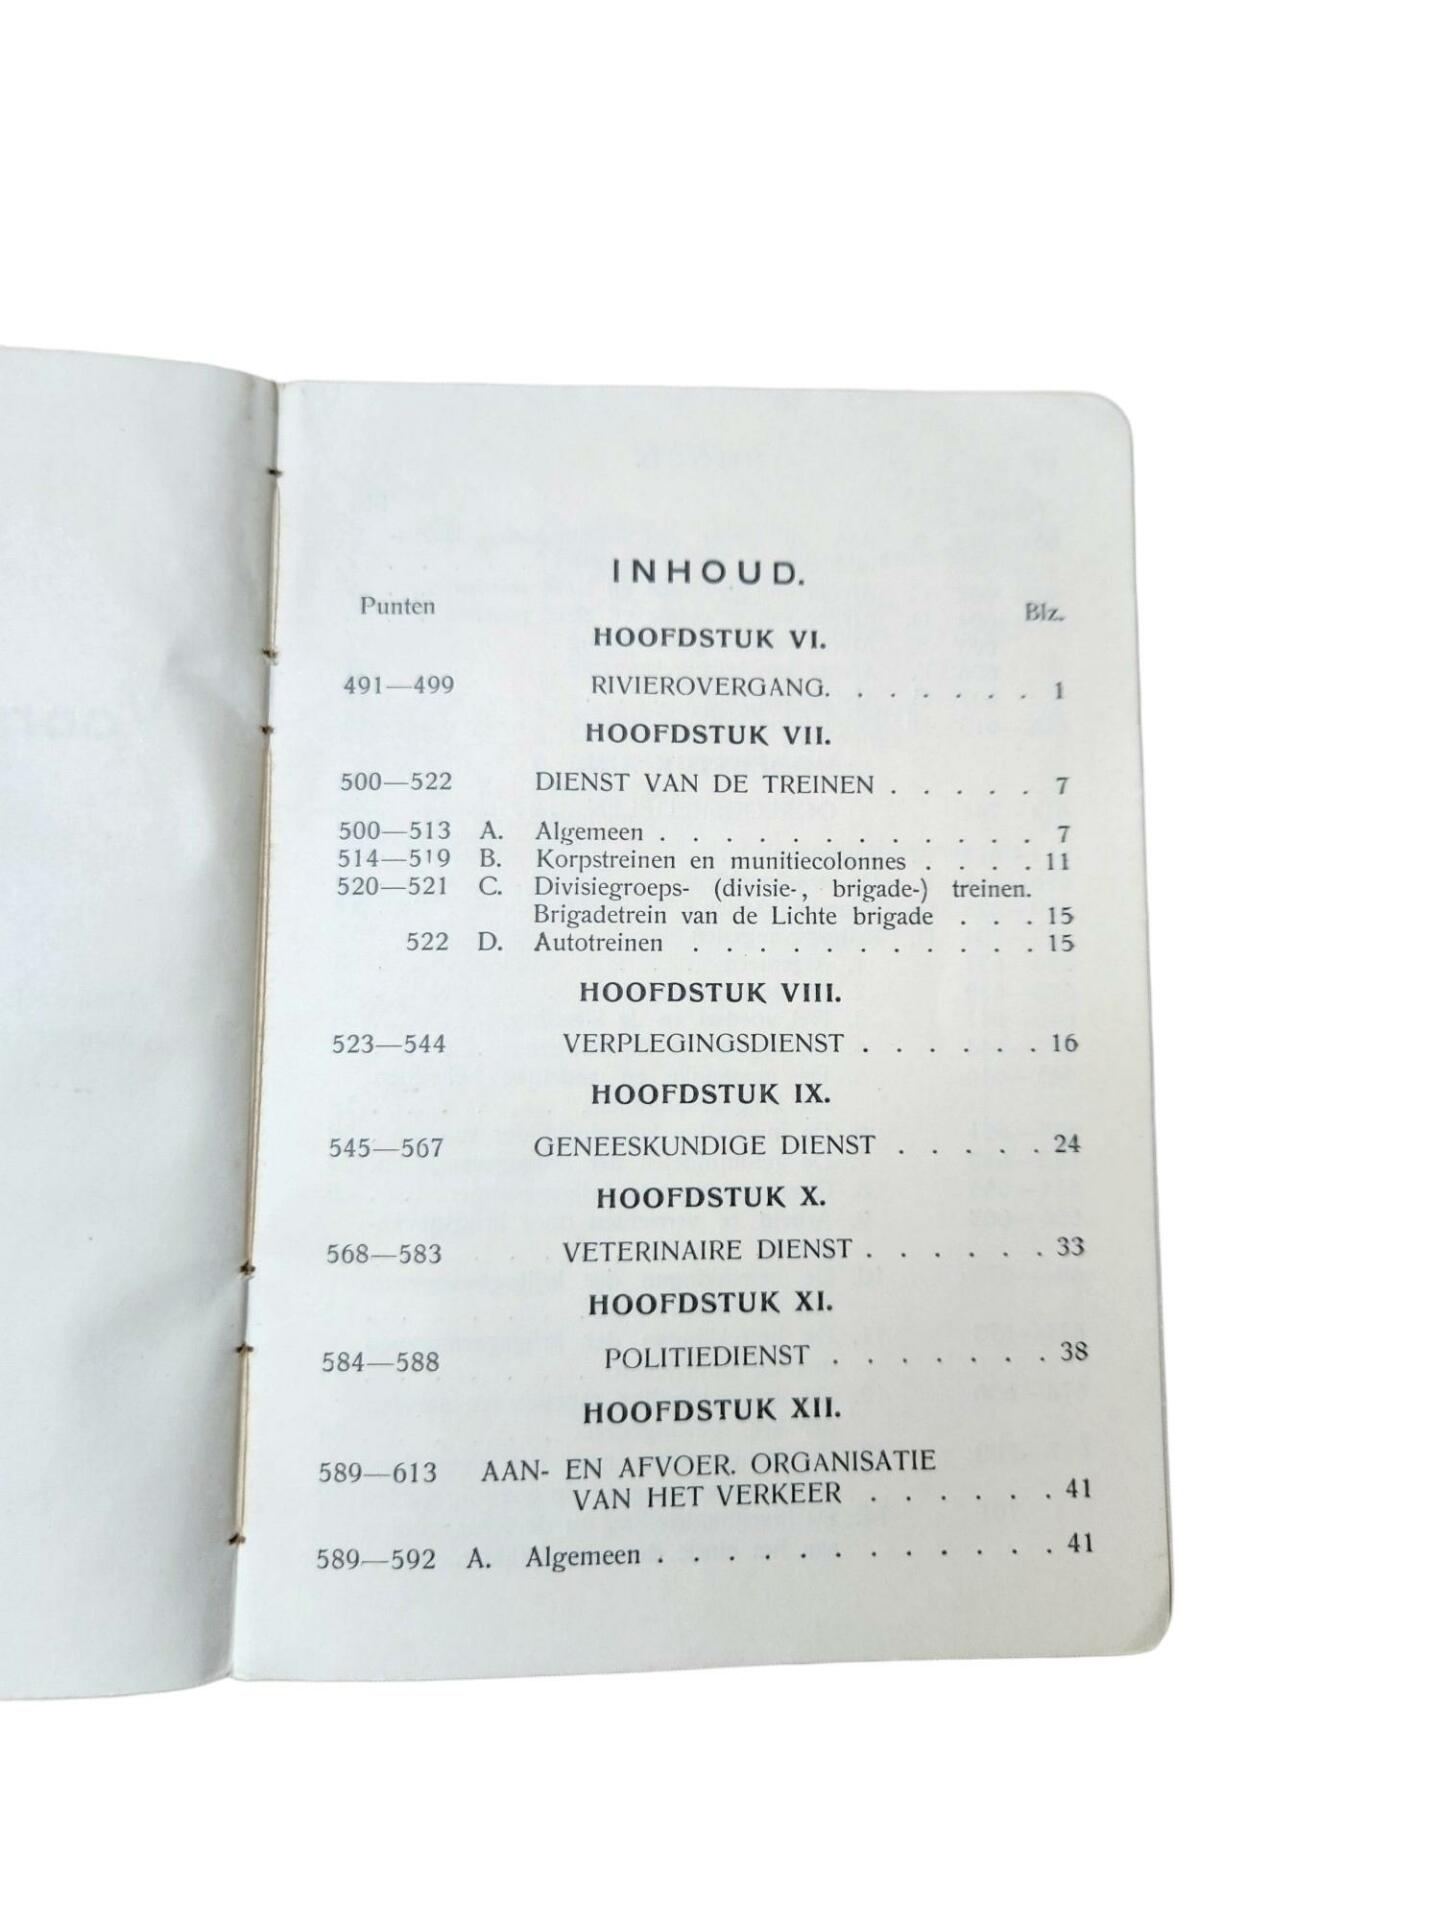 INHOUD.
Punten Blz.
HOOFDSTUK VI.
491—499 RIVIEROVERGANG. . . . . . . 1
HOOFDSTUK VII.
500—522 DIENST VAN DE TREINEN . . . . . 7
500—513 A. Algemeen . . . . . . . . . . . . 7
514—519 B. Korpstreinen en munitiecolonnes . . . . 11
520—521 C. Divisiegroeps- (divisie-, brigade-) treinen.
Brigadetrein van de Lichte brigade . . . 15
522 D. Autotreinen . . . . . . . . . . . 15
HOOFDSTUK VIII.
523—544 VERPLEGINGSDIENST . . . . . . 16
HOOFDSTUK IX.
545—567 GENEESKUNDIGE DIENST . . . . . 24
HOOFDSTUK X.
568—583 VETERINAIRE DIENST . . . . . . 33
HOOFDSTUK XI.
584—588 POLITIEDIENST . . . . . . . 38
HOOFDSTUK XII.
589—613 AAN- EN AFVOER. ORGANISATIE
VAN HET VERKEER . . . . . . 41
589—592 A. Algemeen . . . . . . . . . . . . 41